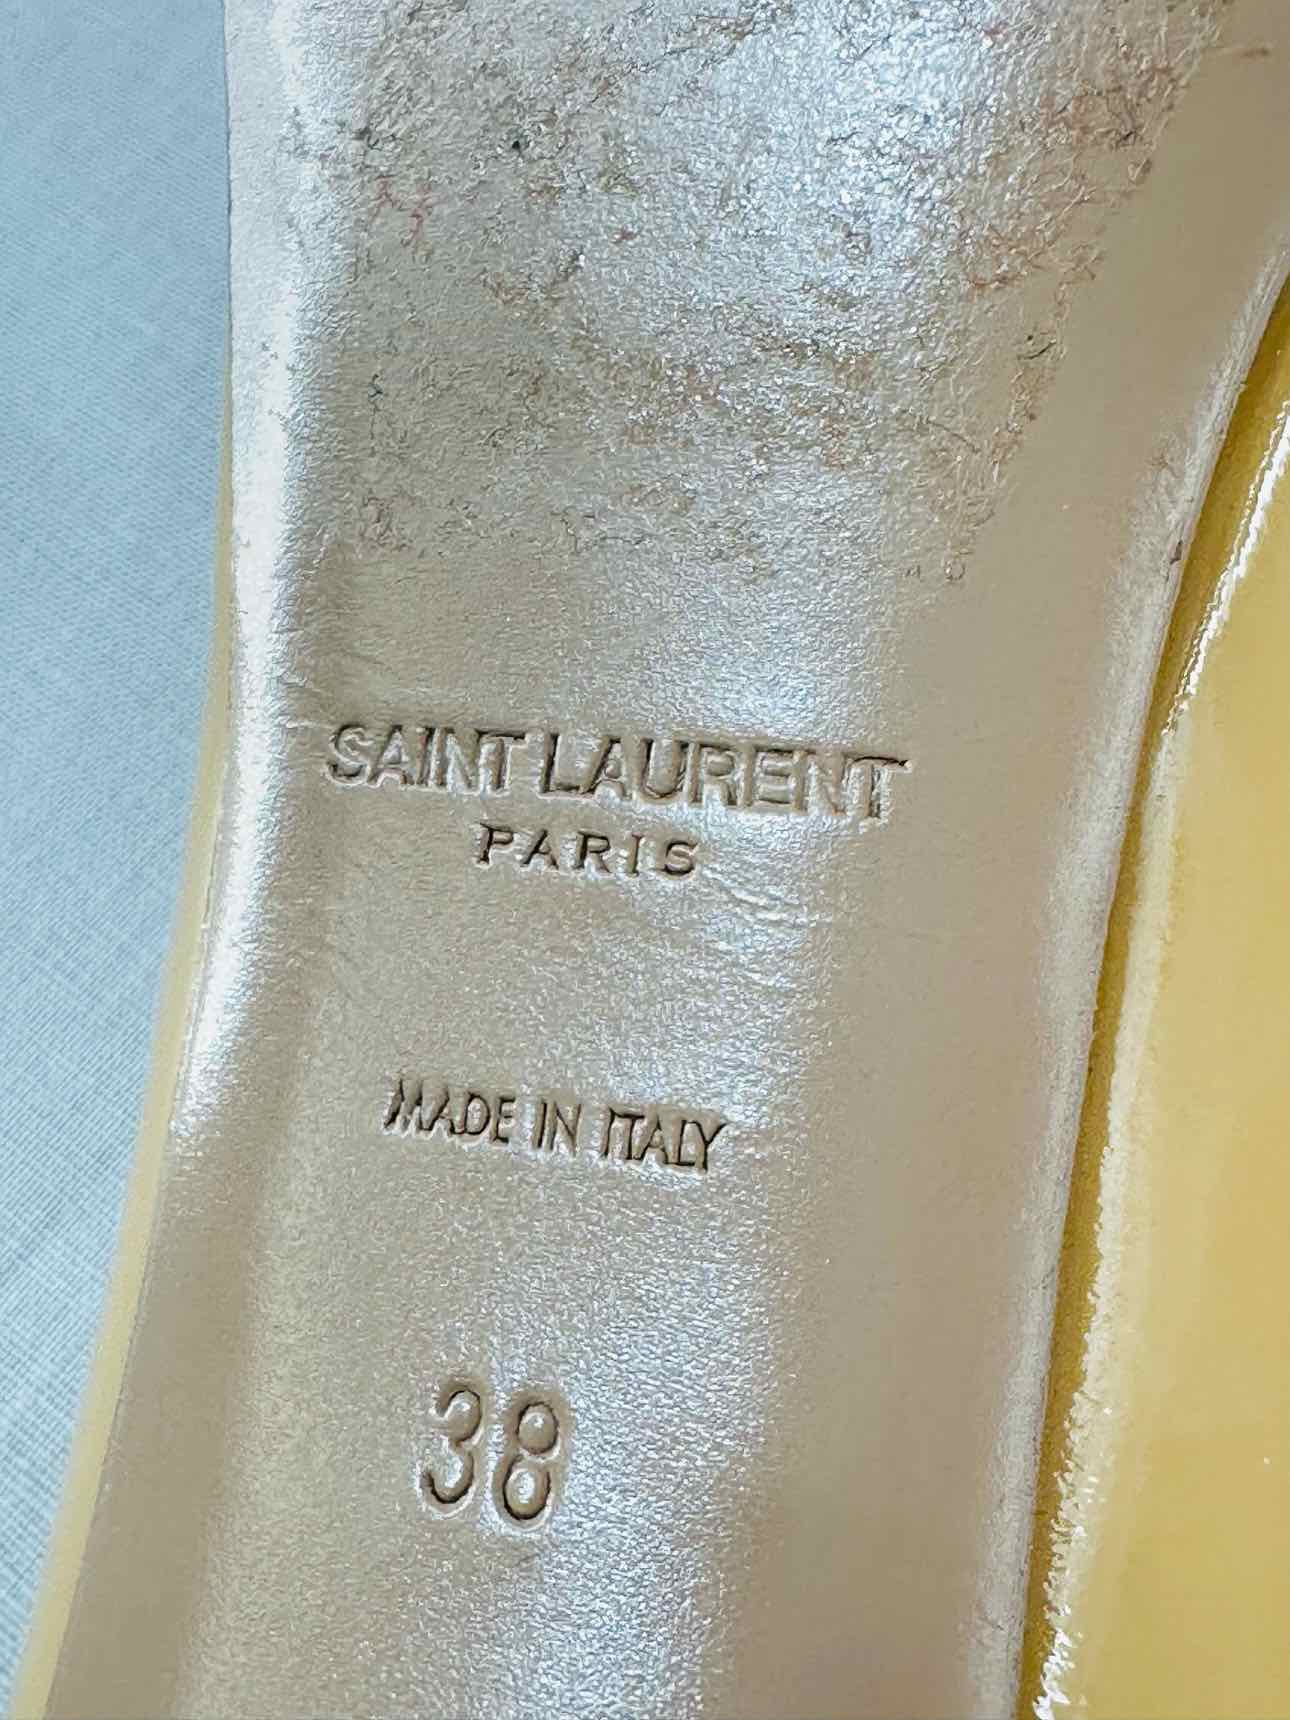 SAINT LAURENT
PARIS
MADE IN ITALY
38